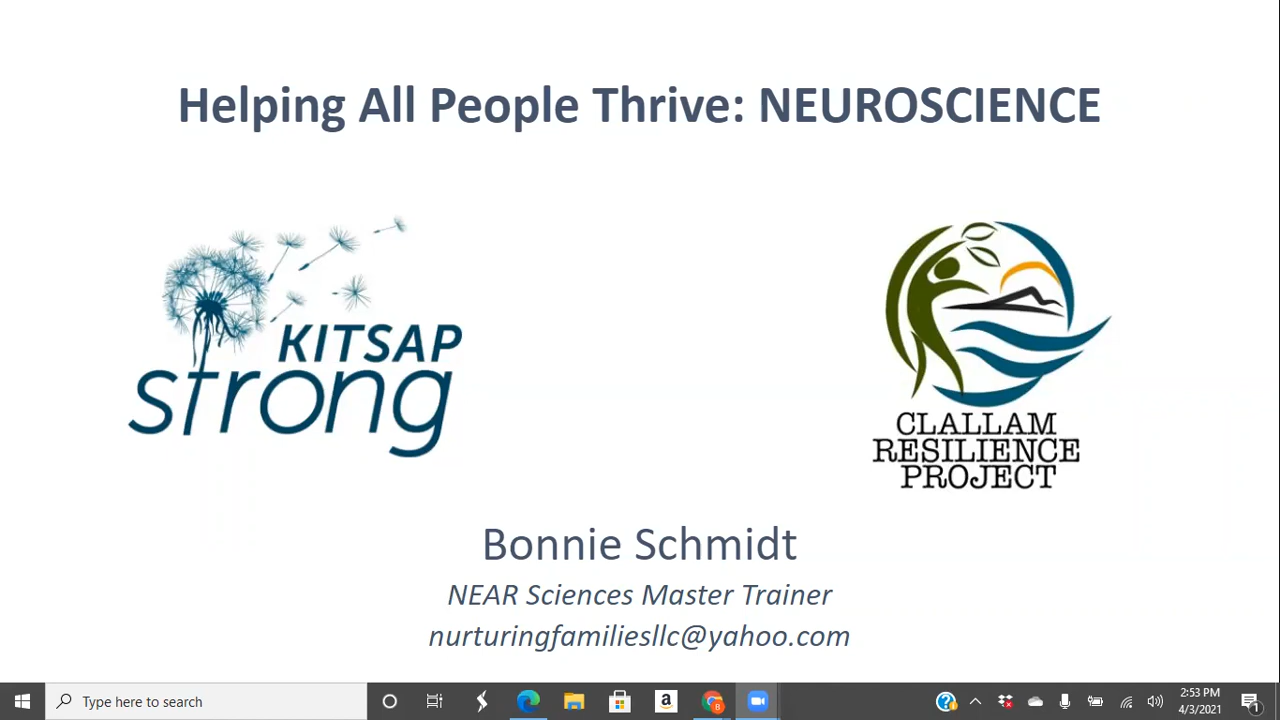 Helping All People Thrive: NEUROSCIENCE
KITSAP
strong
CLALLAM
RESILIENCE
PROJECT
Bonnie Schmidt
NEAR Sciences Master Trainer
nurturingfamiliesllc@yahoo.com
Type here to search
2:53 PM
4/3/2021